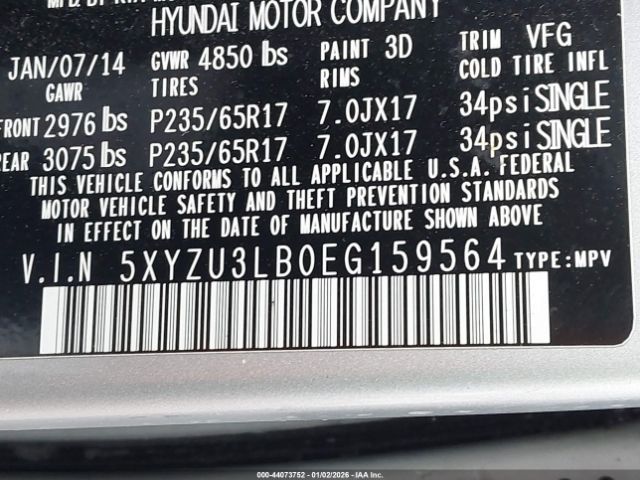 MFD BY KIA
HYUNDAI MOTOR COMPANY
JAN/07/14 GVWR 4850 lbs PAINT 3D TRIM VFG
GAWR TIRES RIMS COLD TIRE INFL
FRONT 2976 lbs P235/65R17 7.0JX17 34psi SINGLE
REAR 3075 lbs P235/65R17 7.0JX17 34psi SINGLE
THIS VEHICLE CONFORMS TO ALL APPLICABLE U.S.A. FEDERAL
MOTOR VEHICLE SAFETY AND THEFT PREVENTION STANDARDS
IN EFFECT ON THE DATE OF MANUFACTURE SHOWN ABOVE.
V.I.N 5XYZU3LB0EG159564 TYPE:MPV
000-44073752 - 01/02/2026 - IAA Inc.